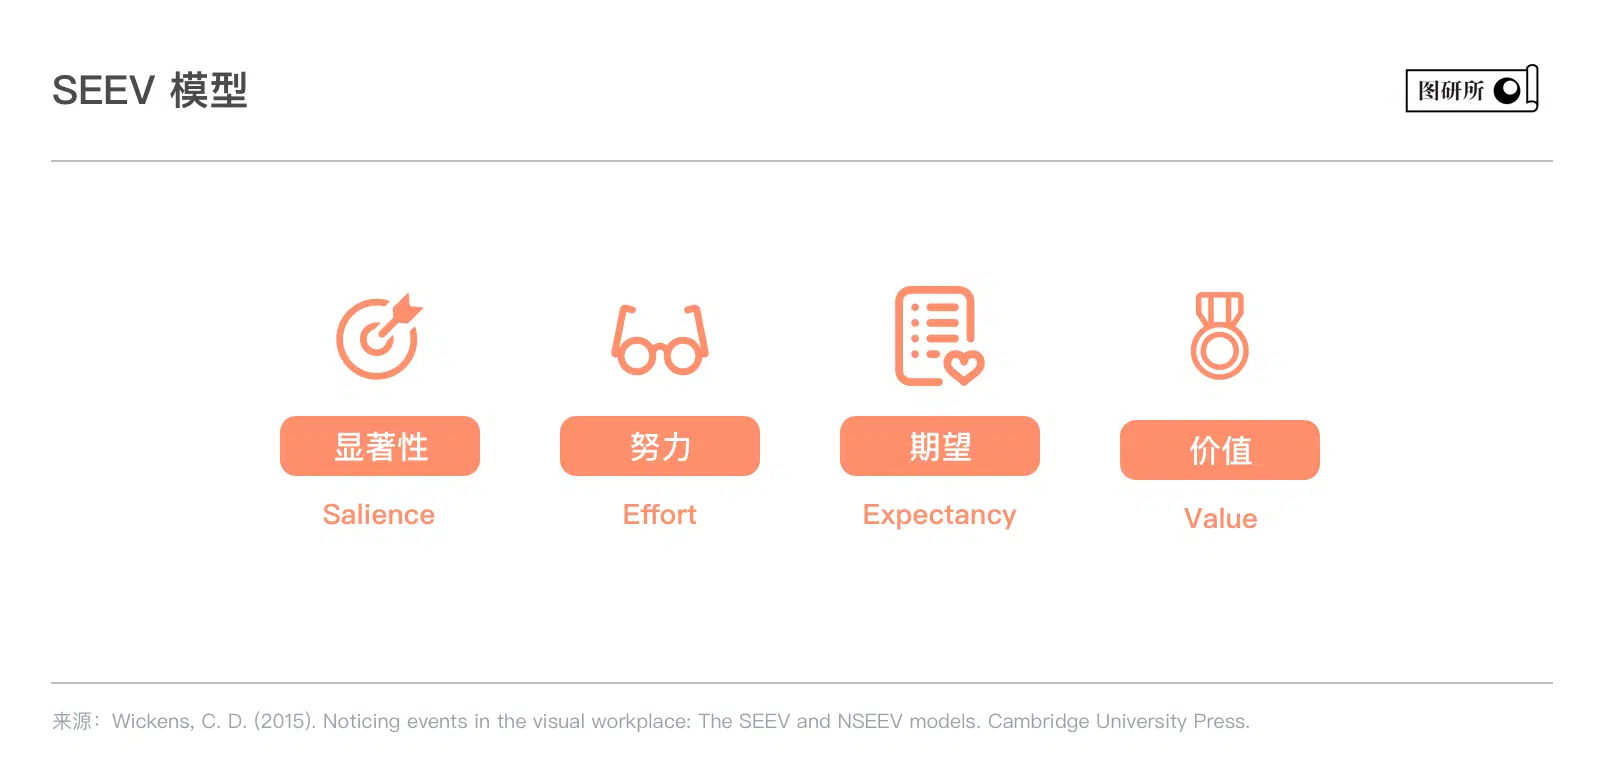 SEEV 模型
图研所
显著性
努力
期望
价值
Salience
Effort
Expectancy
Value
来源：Wickens, C. D. (2015). Noticing events in the visual workplace: The SEEV and NSEEV models. Cambridge University Press.